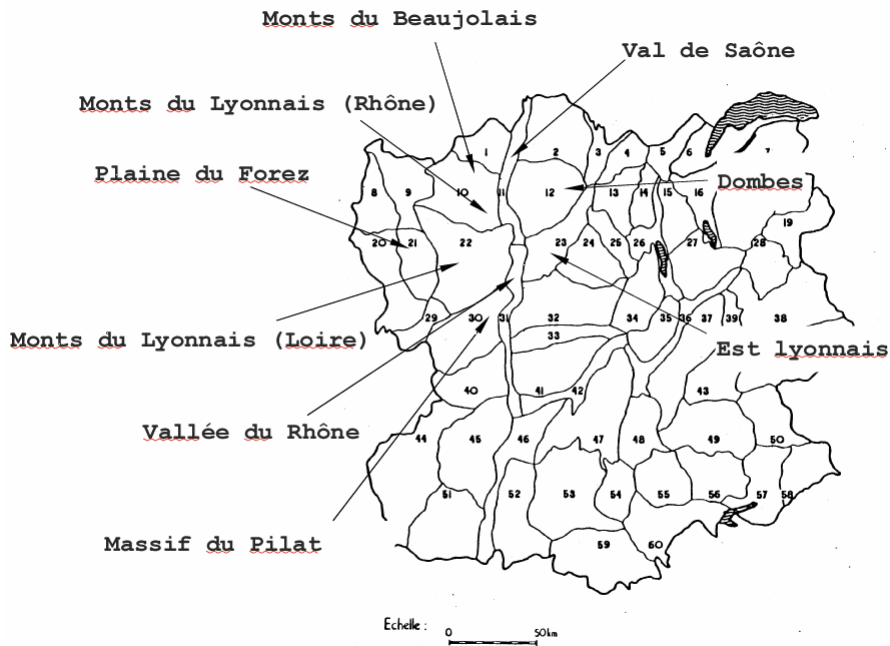 Monts du Beaujolais
Val de Saône
Monts du Lyonnais (Rhône)
Plaine du Forez
Dombes
Monts du Lyonnais (Loire)
Est lyonnais
Vallée du Rhône
Massif du Pilat
1 2 3 4 5 6 7
8 9 10 11 12 13 14 15 16
19
20 21 22 23 24 25 26 27 28
29 30 31 32 34 35 36 37 39 38
33
40 41 42 43
44 45 46 47 48 49 50
51 52 53 54 55 56 57 58
59 60
Echelle : 0 50km